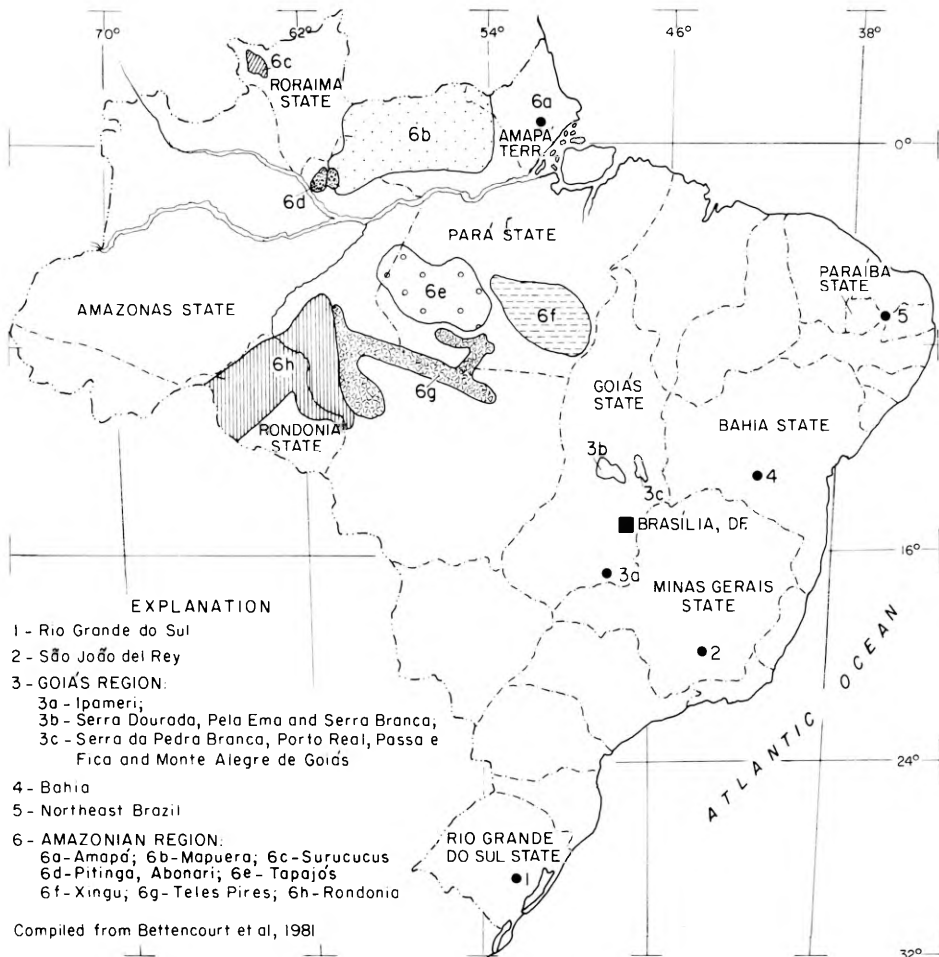 70° 62° 54° 46° 38°
6c
RORAIMA
STATE
6a
6b
AMAPÁ
TERR.
0°
6d
PARÁ STATE
PARAIBA
STATE
6e
AMAZONAS STATE
6f
5
6h
6g
GOIÁS
STATE
BAHIA STATE
RONDONIA
STATE
3b
4
3c
BRASÍLIA, DF.
16°
3a
MINAS GERAIS
STATE
2
ATLANTIC OCEAN
24°
RIO GRANDE
DO SUL STATE
1
32°
EXPLANATION
1 - Rio Grande do Sul
2 - São João del Rey
3 - GOIÁS REGION:
3a - Ipameri;
3b - Serra Dourada, Pela Ema and Serra Branca;
3c - Serra da Pedra Branca, Porto Real, Passa e
Fica and Monte Alegre de Goiás
4 - Bahia
5 - Northeast Brazil
6 - AMAZONIAN REGION:
6a - Amapá; 6b - Mapuera; 6c - Surucucus
6d - Pitinga, Abonari; 6e - Tapajós
6f - Xingu; 6g - Teles Pires; 6h - Rondonia
Compiled from Bettencourt et al, 1981